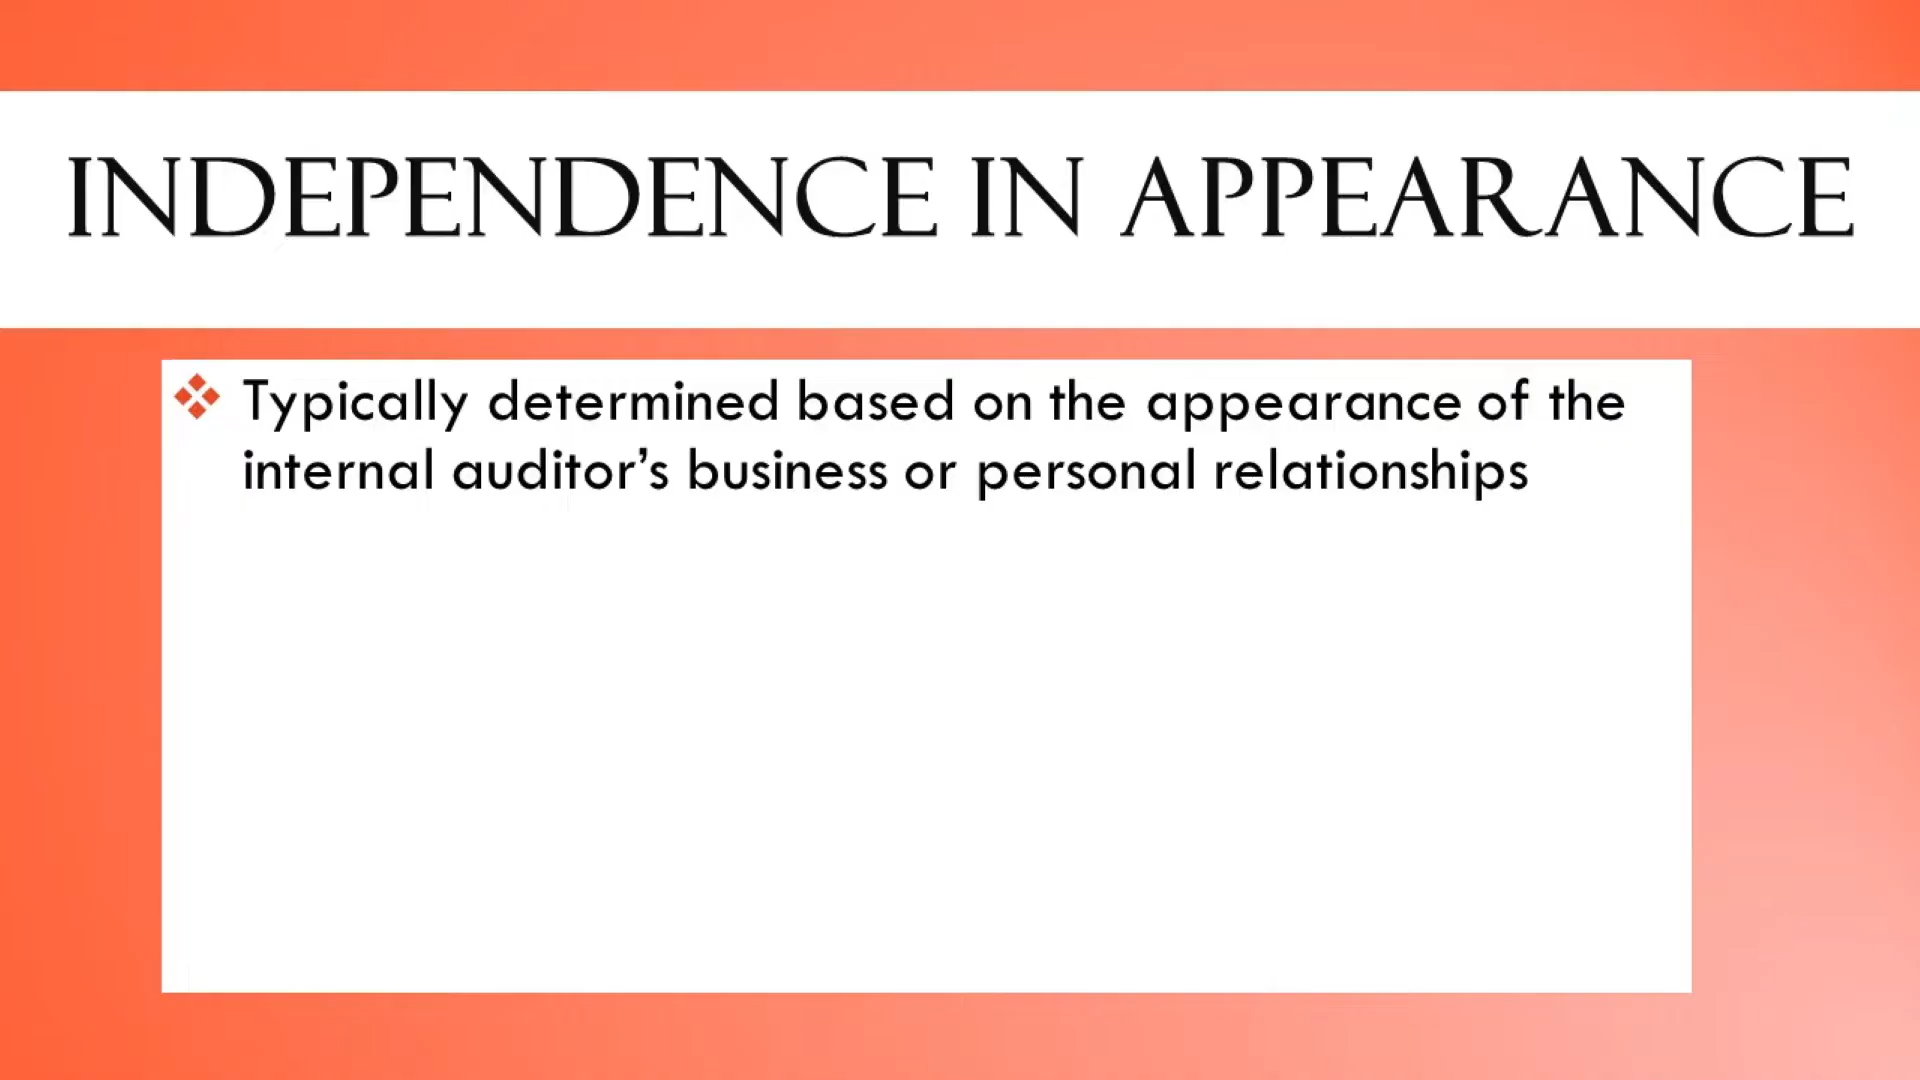 INDEPENDENCE IN APPEARANCE
Typically determined based on the appearance of the
internal auditor’s business or personal relationships